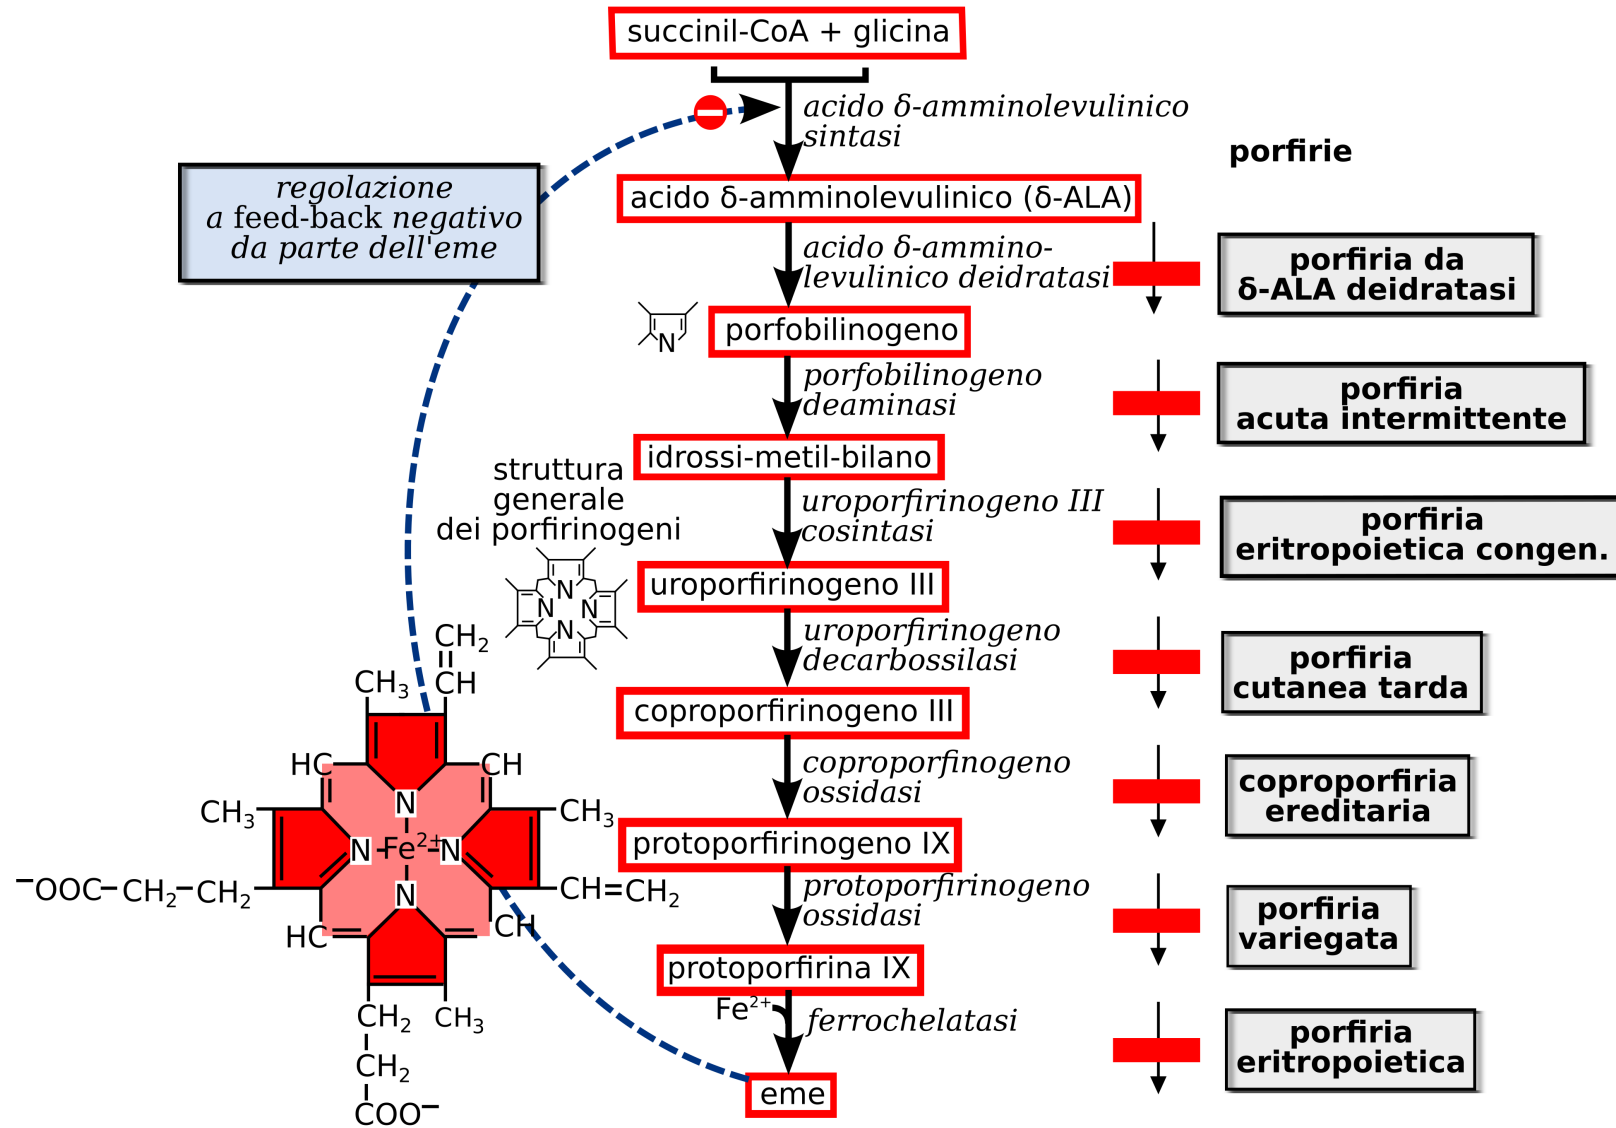 succinil-CoA + glicina
acido δ-amminolevulinico
sintasi
porfirie
regolazione
a feed-back negativo
da parte dell'eme
acido δ-amminolevulinico (δ-ALA)
acido δ-ammino-
levulinico deidratasi
porfiria da
δ-ALA deidratasi
N
porfobilinogeno
porfobilinogeno
deaminasi
porfiria
acuta intermittente
idrossi-metil-bilano
struttura
generale
dei porfirinogeni
uroporfirinogeno III
cosintasi
porfiria
eritropoietica congen.
N
N
N
N
uroporfirinogeno III
uroporfirinogeno
decarbossilasi
porfiria
cutanea tarda
coproporfirinogeno III
coproporfinogeno
ossidasi
coproporfiria
ereditaria
protoporfirinogeno IX
protoporfirinogeno
ossidasi
porfiria
variegata
protoporfirina IX
Fe²⁺
ferrochelatasi
porfiria
eritropoietica
eme
CH₂
CH
CH₃
HC
CH
CH₃
N
CH₃
N
Fe²⁺
N
⁻OOC–CH₂–CH₂
N
CH=CH₂
HC
CH
CH₂
CH₃
CH₂
COO⁻